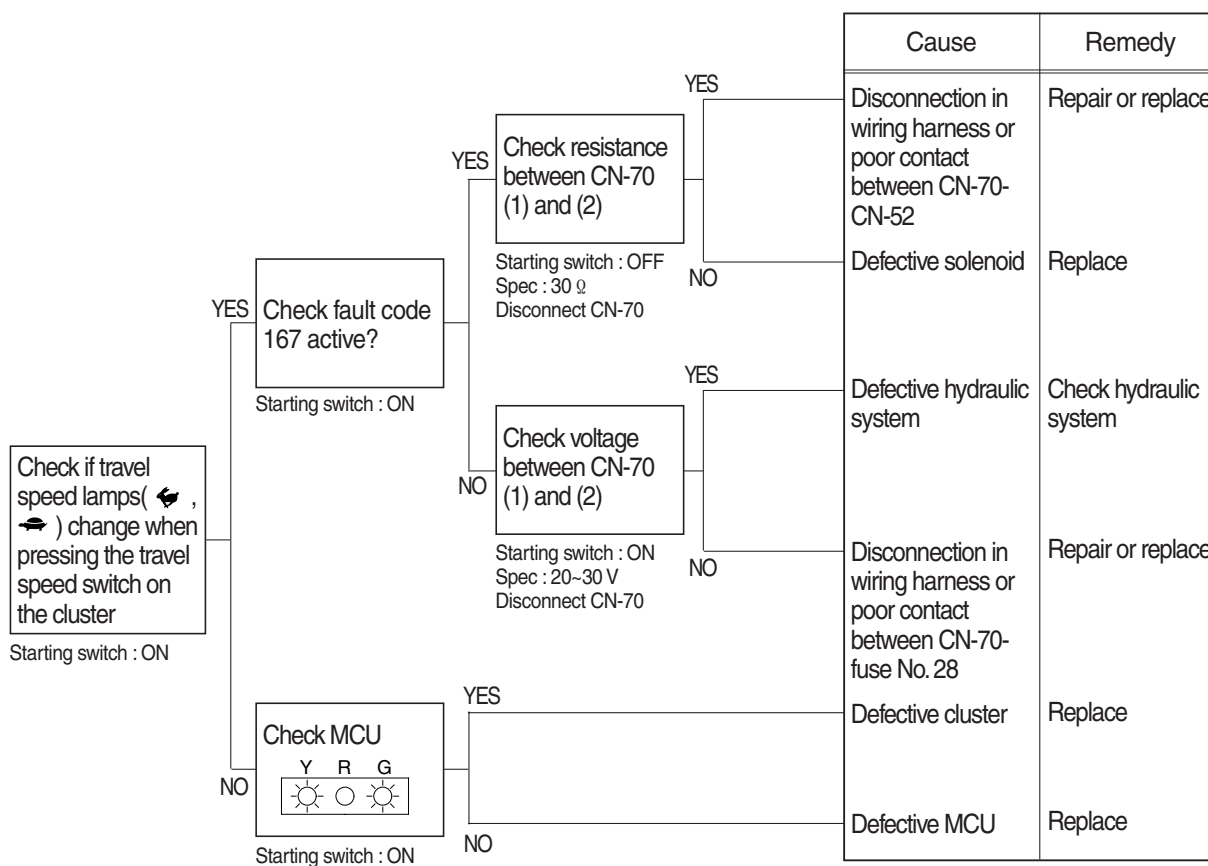 Cause
Remedy
YES
Disconnection in
wiring harness or
poor contact
between CN-70-
CN-52
Repair or replace
YES
Check resistance
between CN-70
(1) and (2)
Starting switch : OFF
Spec : 30 Ω
Disconnect CN-70
NO
Defective solenoid
Replace
YES
Check fault code
167 active?
Starting switch : ON
YES
Defective hydraulic
system
Check hydraulic
system
NO
Check voltage
between CN-70
(1) and (2)
Starting switch : ON
Spec : 20~30 V
Disconnect CN-70
NO
Disconnection in
wiring harness or
poor contact
between CN-70-
fuse No. 28
Repair or replace
Check if travel
speed lamps( ,
) change when
pressing the travel
speed switch on
the cluster
Starting switch : ON
NO
Check MCU
Y R G
Starting switch : ON
YES
Defective cluster
Replace
NO
Defective MCU
Replace